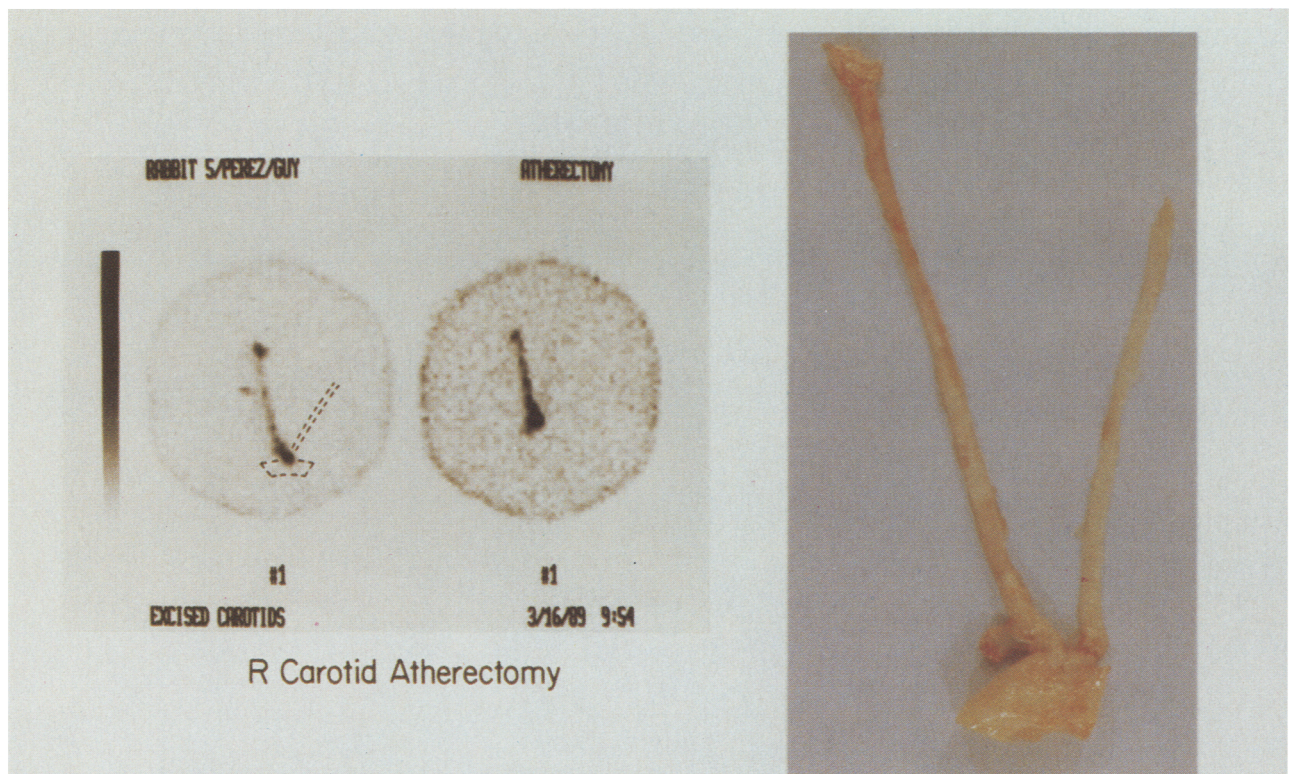 RABBIT 5/PEREZ/GUY
ATHERECTOMY
#1
#1
EXCISED CAROTIDS
3/16/89 9:54
R Carotid Atherectomy